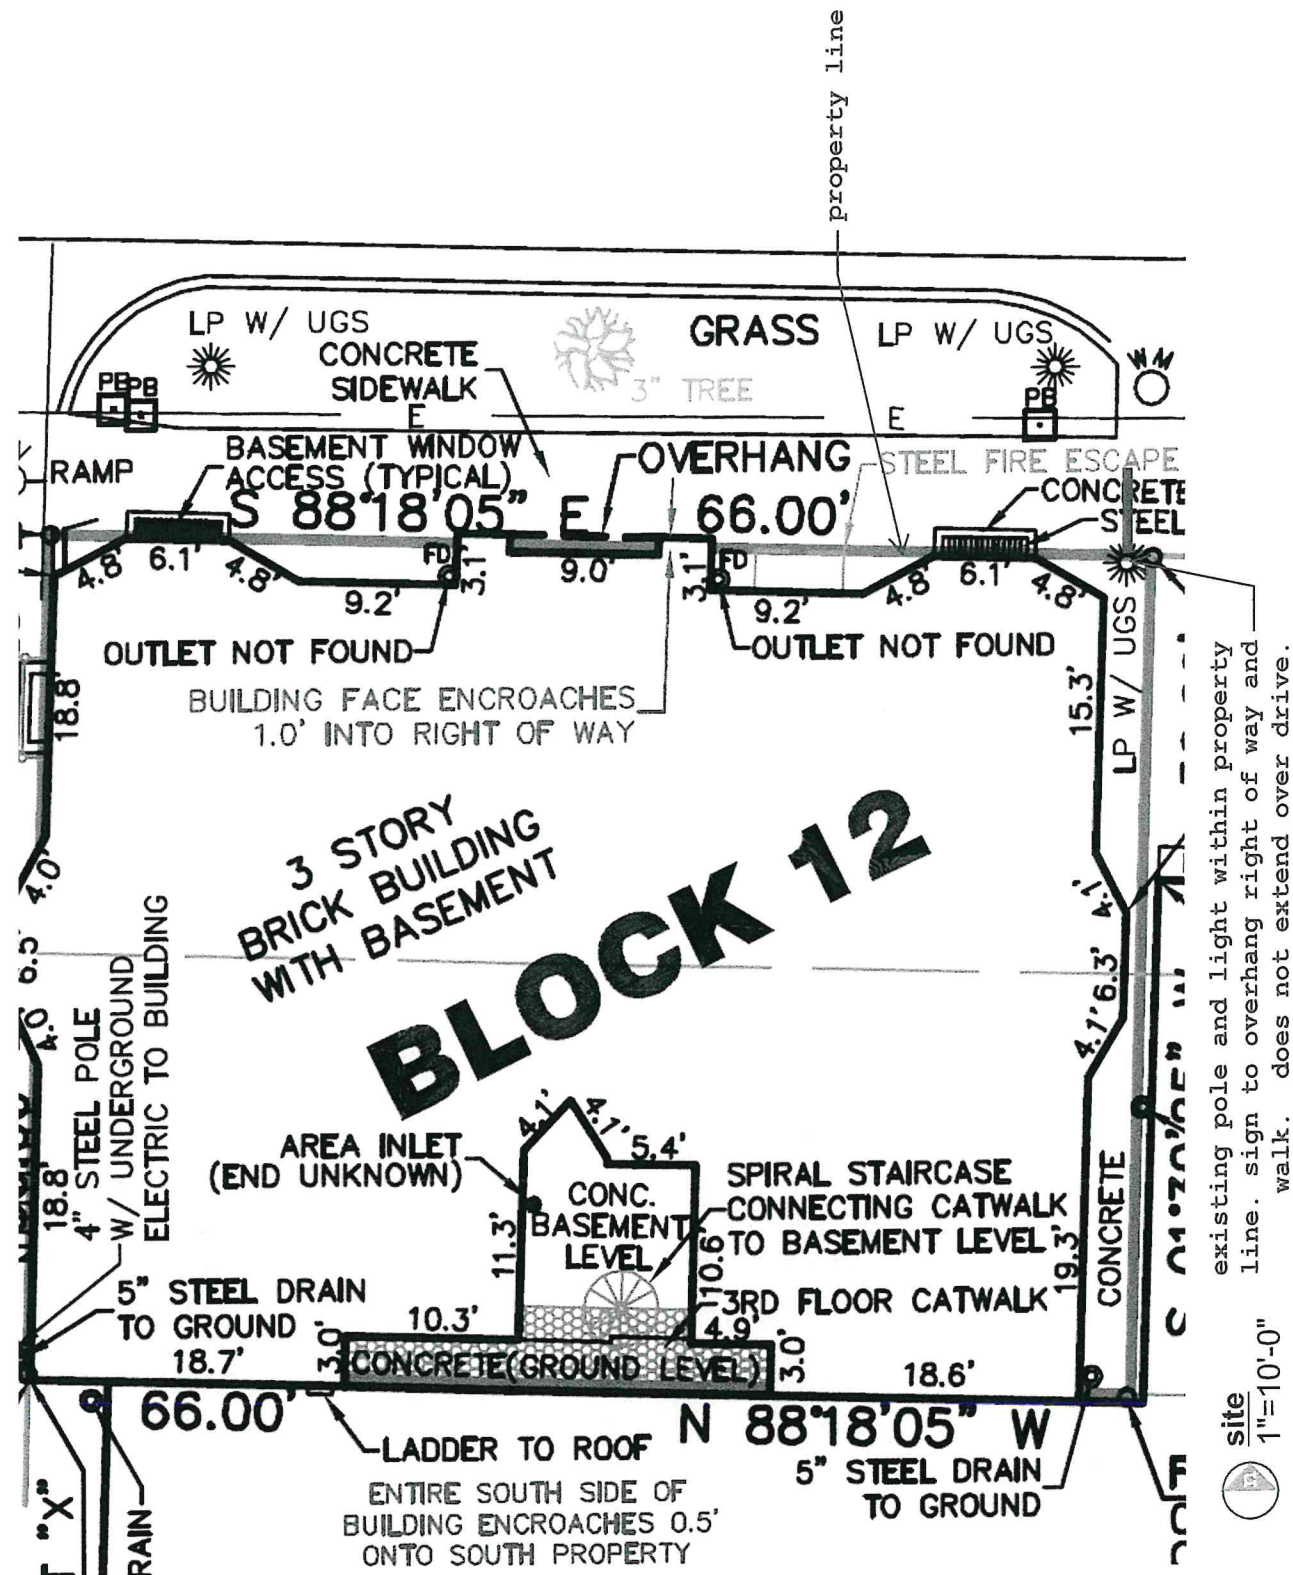 property line
LP W/ UGS
GRASS
LP W/ UGS
CONCRETE
SIDEWALK
3" TREE
WM
PB
PB
PB
E
E
RAMP
BASEMENT WINDOW
ACCESS (TYPICAL)
OVERHANG
STEEL FIRE ESCAPE
CONCRETE
STEEL
S 88°18'05" E
66.00'
4.8'
6.1'
4.8'
9.2'
FD
3.1'
9.0'
3.1'
FD
9.2'
4.8'
6.1'
4.8'
OUTLET NOT FOUND
OUTLET NOT FOUND
BUILDING FACE ENCROACHES
1.0' INTO RIGHT OF WAY
18.8'
15.3'
LP W/ UGS
3 STORY
BRICK BUILDING
WITH BASEMENT
BLOCK 12
4.0'
6.5'
4.0'
18.8'
4" STEEL POLE
W/ UNDERGROUND
ELECTRIC TO BUILDING
4.1'
6.3'
4.1'
AREA INLET
(END UNKNOWN)
4.1'
4.1'
5.4'
CONC.
BASEMENT
LEVEL
11.3'
10.6'
SPIRAL STAIRCASE
CONNECTING CATWALK
TO BASEMENT LEVEL
19.3'
CONCRETE
5" STEEL DRAIN
TO GROUND
10.3'
3RD FLOOR CATWALK
4.9'
18.7'
3.0'
CONCRETE(GROUND LEVEL)
3.0'
18.6'
66.00'
N 88°18'05" W
LADDER TO ROOF
5" STEEL DRAIN
TO GROUND
ENTIRE SOUTH SIDE OF
BUILDING ENCROACHES 0.5'
ONTO SOUTH PROPERTY
"X"
RAIN
existing pole and light within property
line. sign to overhang right of way and
walk. does not extend over drive.
site
1"=10'-0"